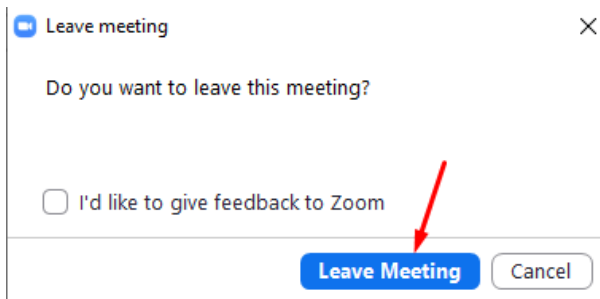 Leave meeting
Do you want to leave this meeting?
I'd like to give feedback to Zoom
Leave Meeting Cancel